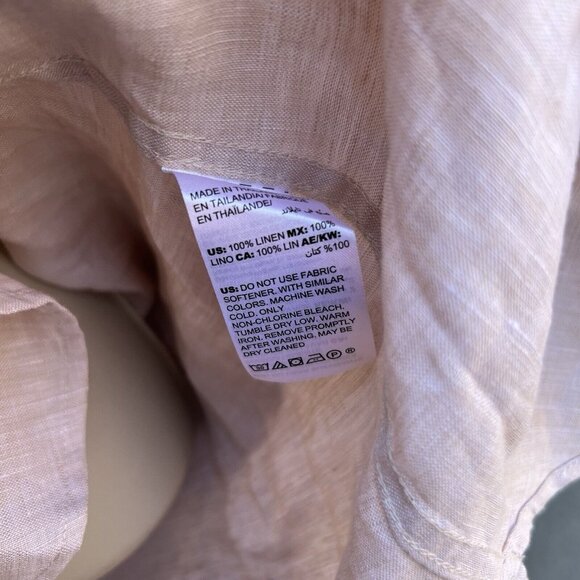 MADE IN
EN TAILANDIA/
EN THAÏLANDE/
US: 100% LINEN MX: 100%
LINO CA: 100% LIN AE/KW:
100% كتان
US: DO NOT USE FABRIC
SOFTENER. WITH SIMILAR
COLORS. MACHINE WASH
COLD. ONLY
NON-CHLORINE BLEACH.
TUMBLE DRY LOW. WARM
IRON. REMOVE PROMPTLY
AFTER WASHING, MAY BE
DRY CLEANED